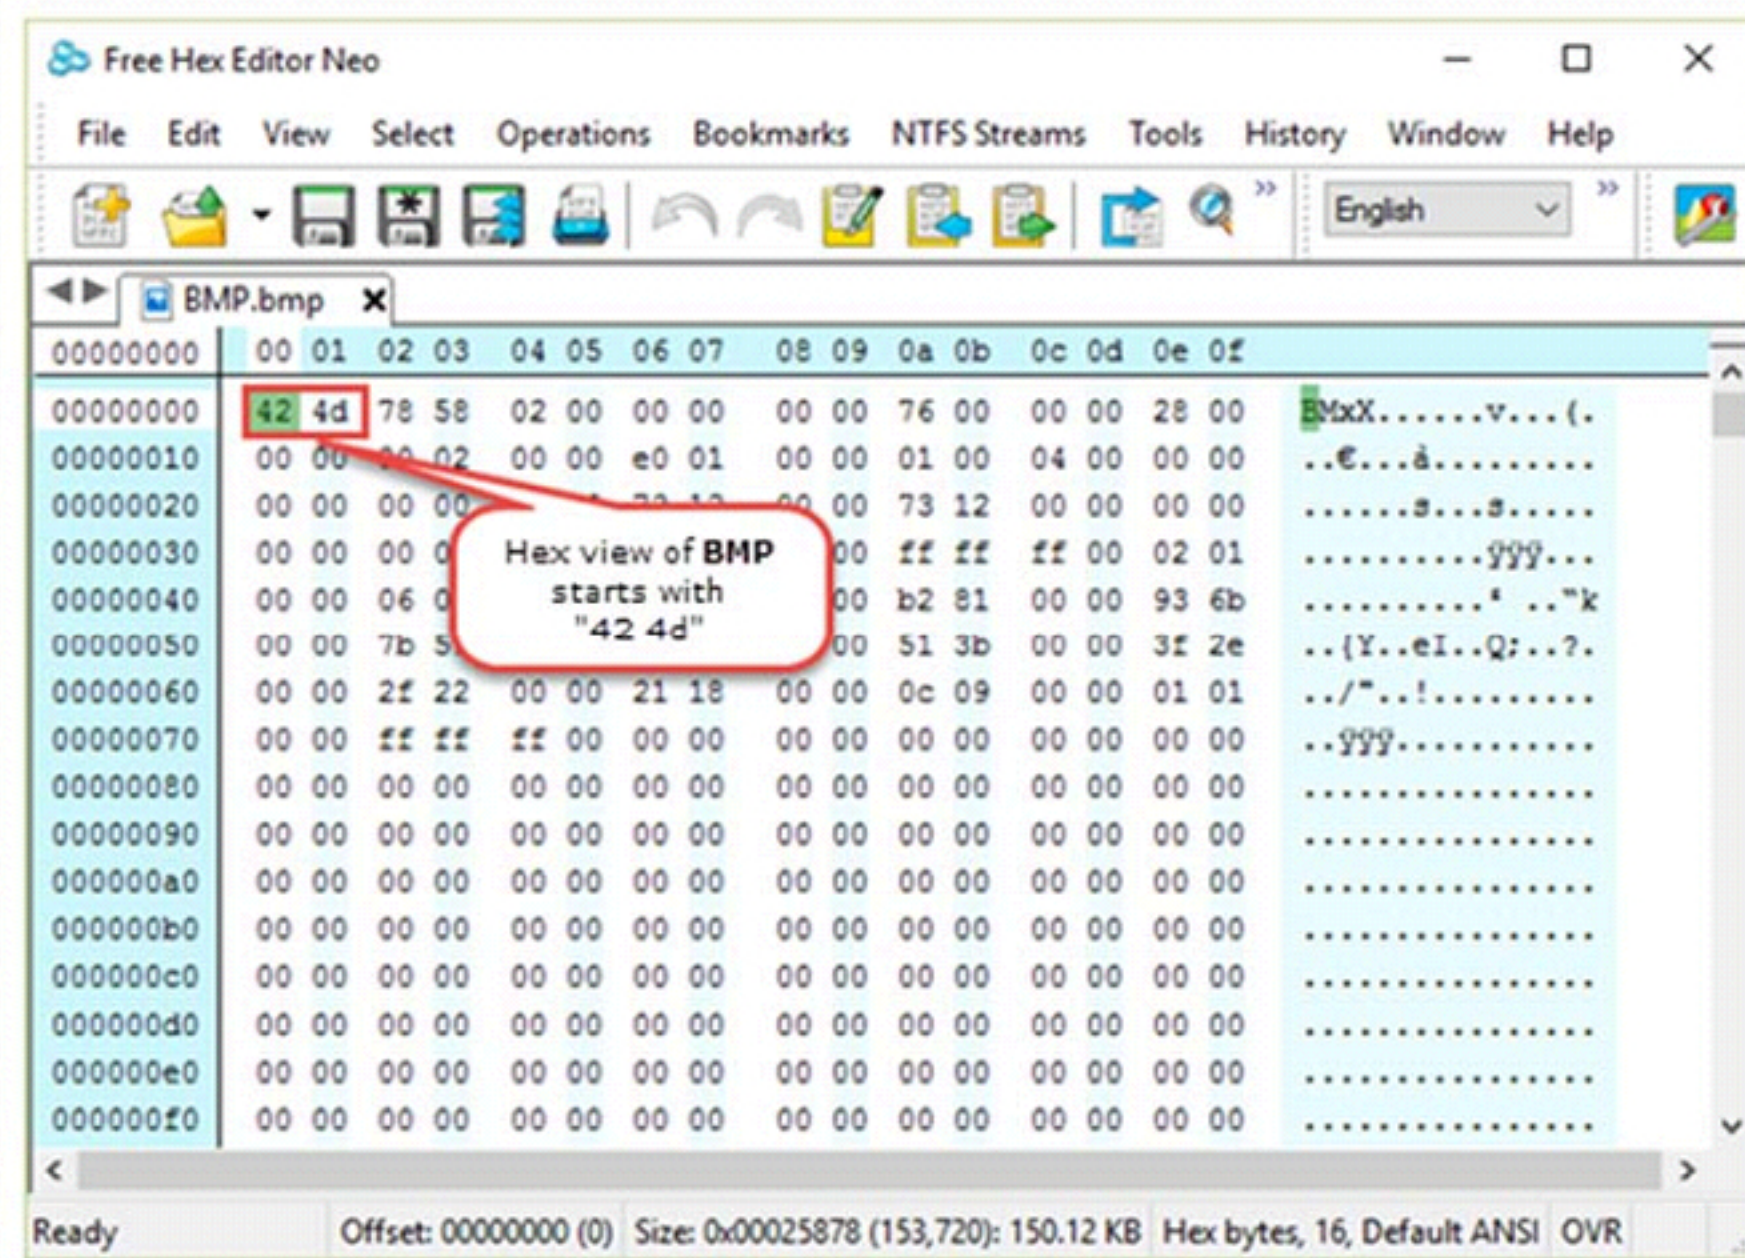 Free Hex Editor Neo
File Edit View Select Operations Bookmarks NTFS Streams Tools History Window Help
» English »
BMP.bmp
00000000 00 01 02 03 04 05 06 07 08 09 0a 0b 0c 0d 0e 0f
00000000 42 4d 78 58 02 00 00 00 00 00 76 00 00 00 28 00 BMxX......v...(.
00000010 00 00 02 00 00 e0 01 00 00 01 00 04 00 00 00 ..€...à.........
00000020 00 00 00 00 00 73 12 00 00 00 00 ......s...s.....
00000030 00 00 00 00 ff ff ff 00 02 01 ..........ÿÿÿ...
00000040 00 00 06 00 b2 81 00 00 93 6b
00000050 00 00 7b 00 51 3b 00 00 3f 2e ..{Y..eI..Q;..?.
00000060 00 00 2f 22 00 00 21 18 00 00 0c 09 00 00 01 01 ../"..!.........
00000070 00 00 ff ff ff 00 00 00 00 00 00 00 00 00 00 00 ..ÿÿÿ...........
00000080 00 00 00 00 00 00 00 00 00 00 00 00 00 00 00 00 ................
00000090 00 00 00 00 00 00 00 00 00 00 00 00 00 00 00 00 ................
000000a0 00 00 00 00 00 00 00 00 00 00 00 00 00 00 00 00 ................
000000b0 00 00 00 00 00 00 00 00 00 00 00 00 00 00 00 00 ................
000000c0 00 00 00 00 00 00 00 00 00 00 00 00 00 00 00 00 ................
000000d0 00 00 00 00 00 00 00 00 00 00 00 00 00 00 00 00 ................
000000e0 00 00 00 00 00 00 00 00 00 00 00 00 00 00 00 00 ................
000000f0 00 00 00 00 00 00 00 00 00 00 00 00 00 00 00 00 ................
Hex view of BMP
starts with
"42 4d"
Ready Offset: 00000000 (0) Size: 0x00025878 (153,720): 150.12 KB Hex bytes, 16, Default ANSI OVR